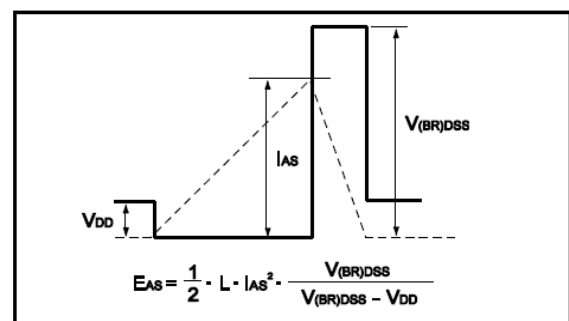 V(BR)DSS
IAS
VDD
EAS = 1/2 · L · IAS² · V(BR)DSS / (V(BR)DSS − VDD)